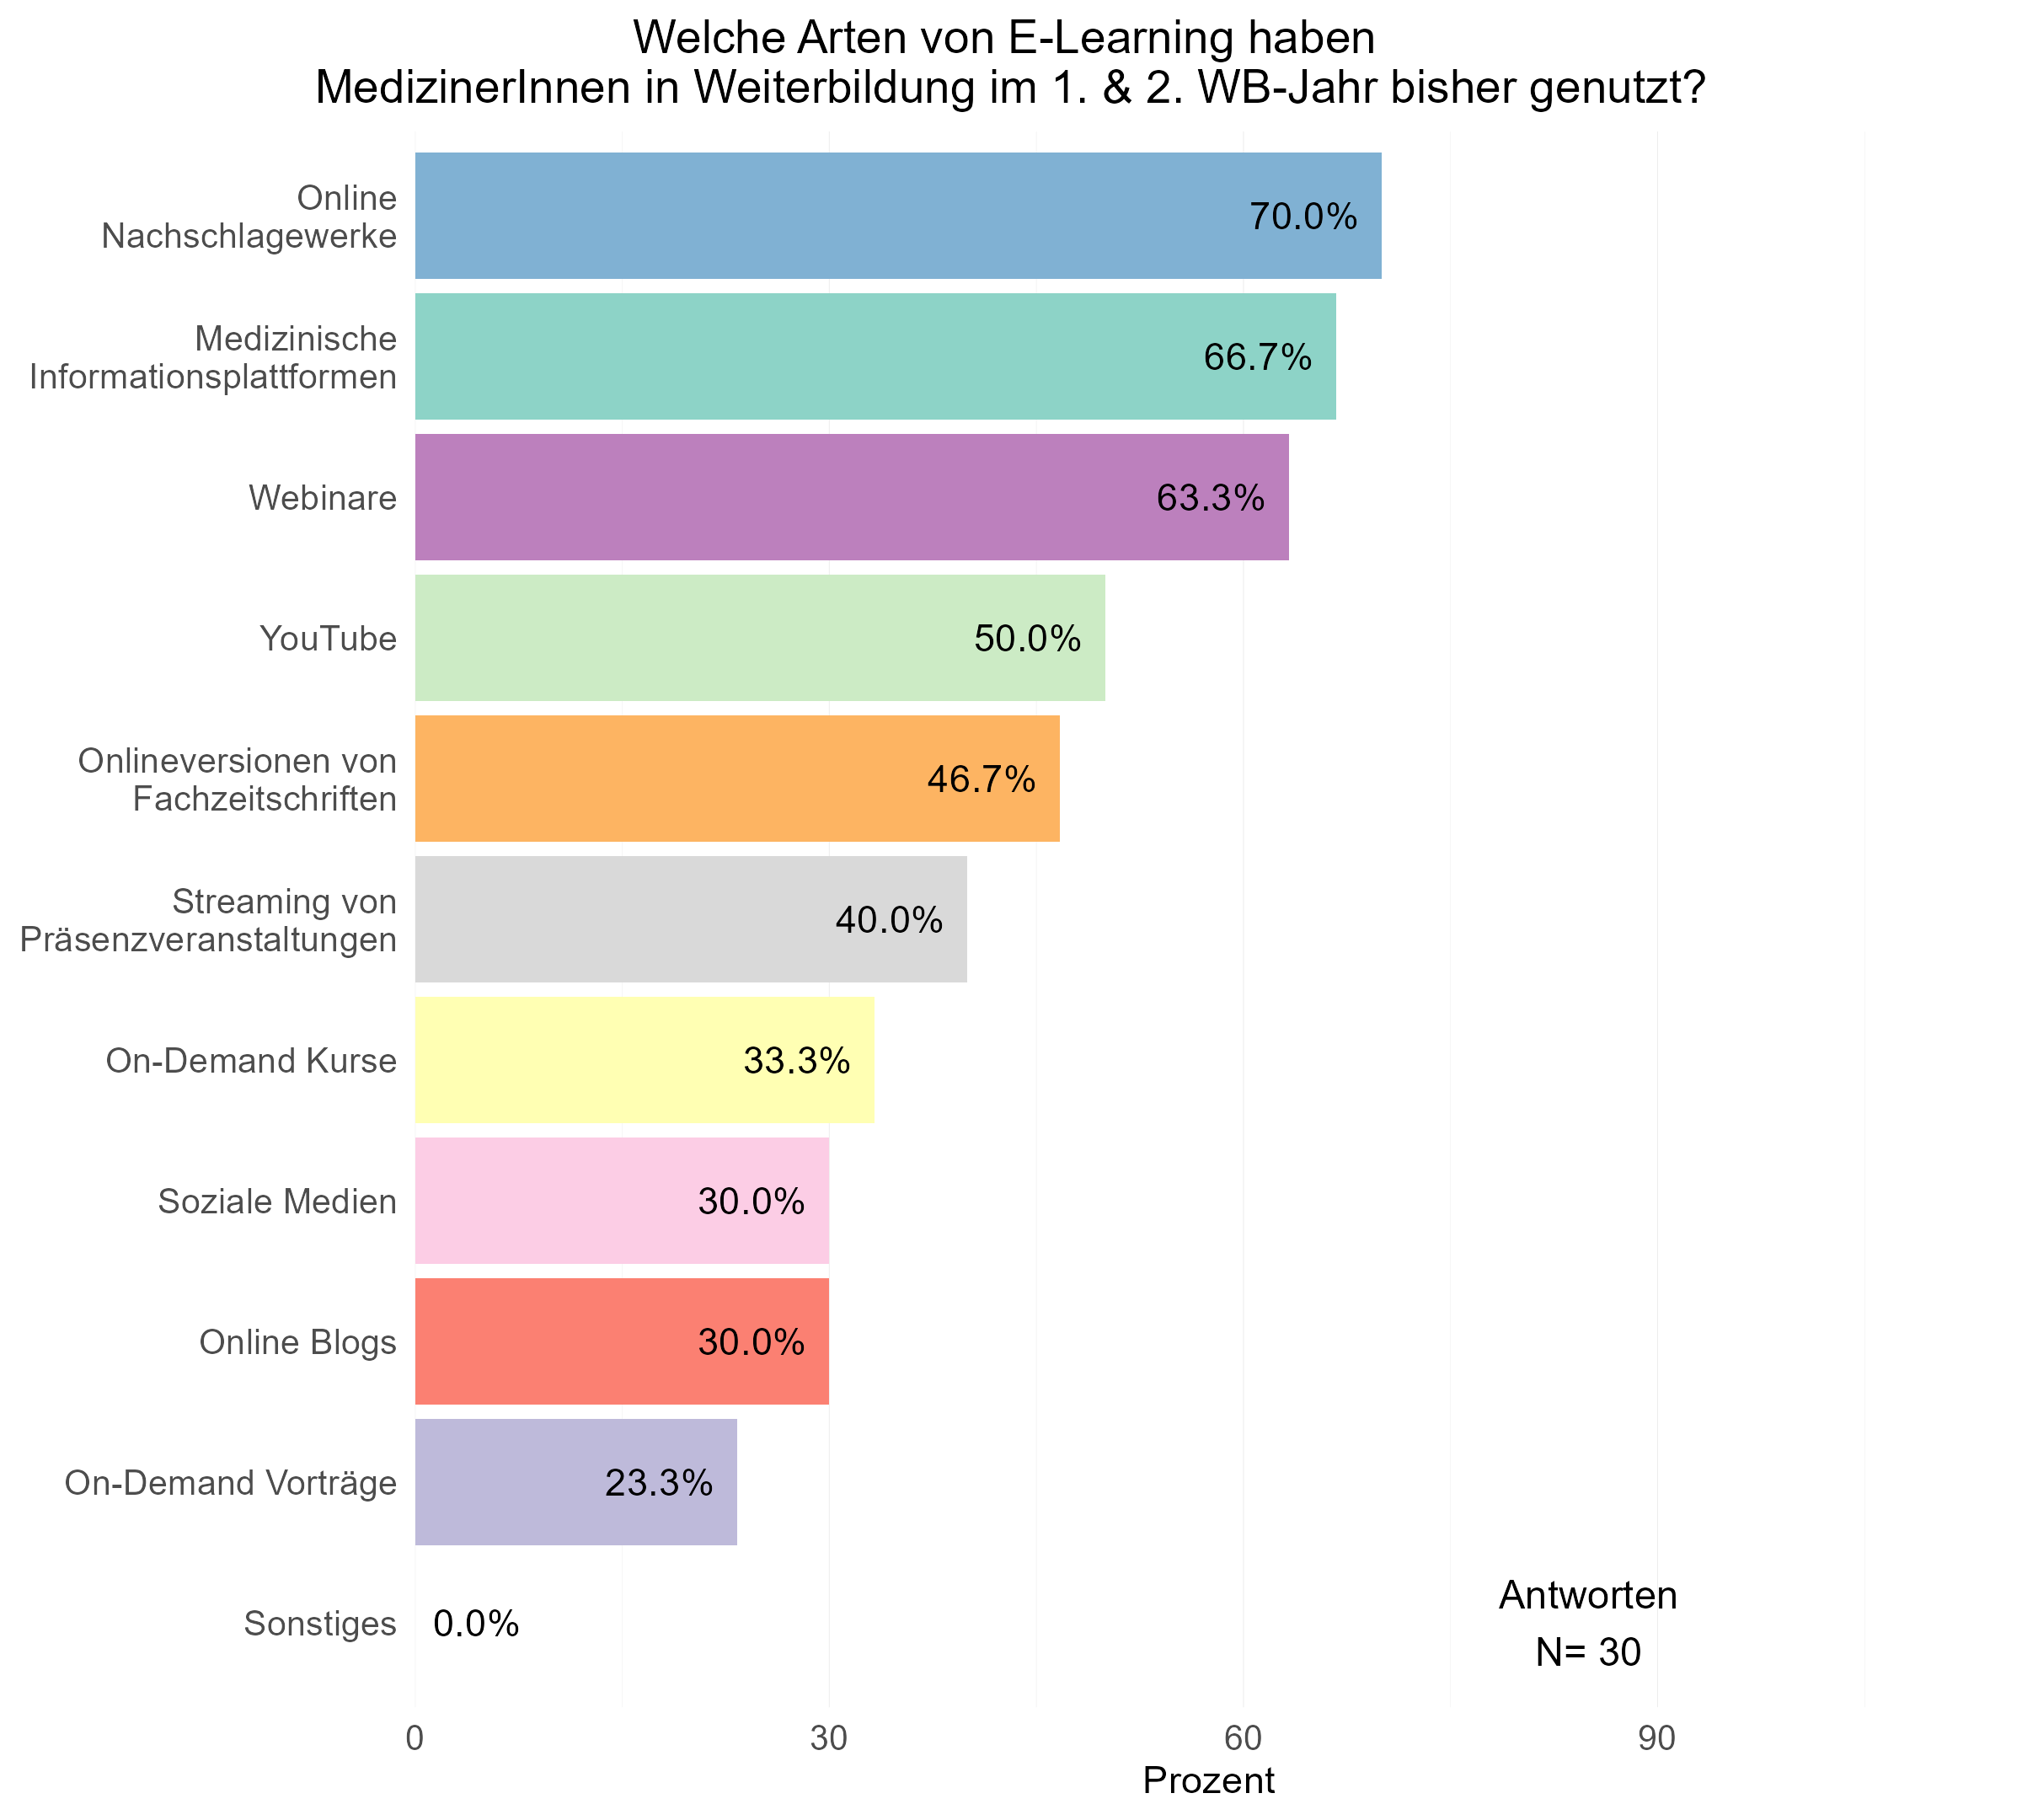 Welche Arten von E-Learning haben
MedizinerInnen in Weiterbildung im 1. & 2. WB-Jahr bisher genutzt?
Online
Nachschlagewerke
70.0%
Medizinische
Informationsplattformen
66.7%
Webinare
63.3%
YouTube
50.0%
Onlineversionen von
Fachzeitschriften
46.7%
Streaming von
Präsenzveranstaltungen
40.0%
On-Demand Kurse
33.3%
Soziale Medien
30.0%
Online Blogs
30.0%
On-Demand Vorträge
23.3%
Sonstiges
0.0%
Antworten
N= 30
0
30
60
90
Prozent